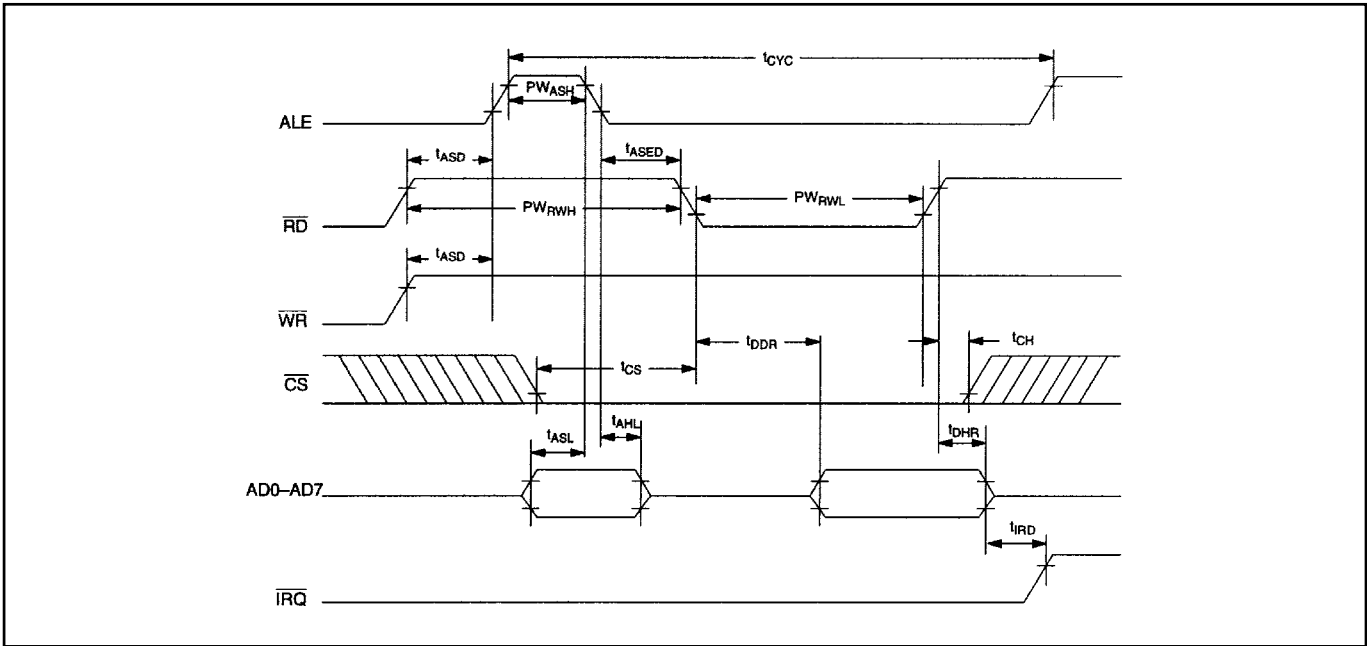 tCYC
PWASH
ALE
tASD
tASED
PWRWH
PWRWL
RD
tASD
WR
tDDR
tCH
tCS
CS
tASL
tAHL
tDHR
AD0–AD7
tIRD
IRQ